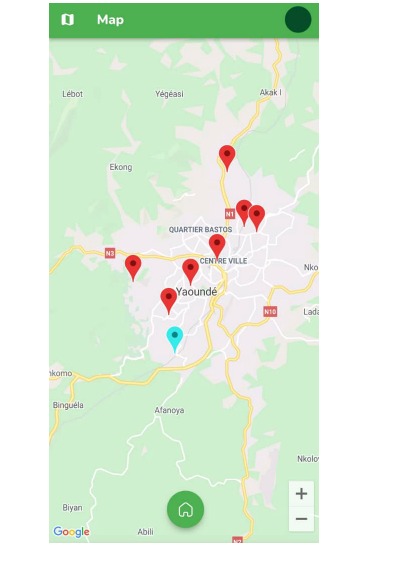 Map
Lébot
Yégéasi
Akak I
Ekong
N1
QUARTIER BASTOS
N3
CENTRE VILLE
Nko
Yaoundé
N10
Lada
nkomo
Binguéla
Afanoya
Nkolo
Biyan
+
−
Google
Abili
N2